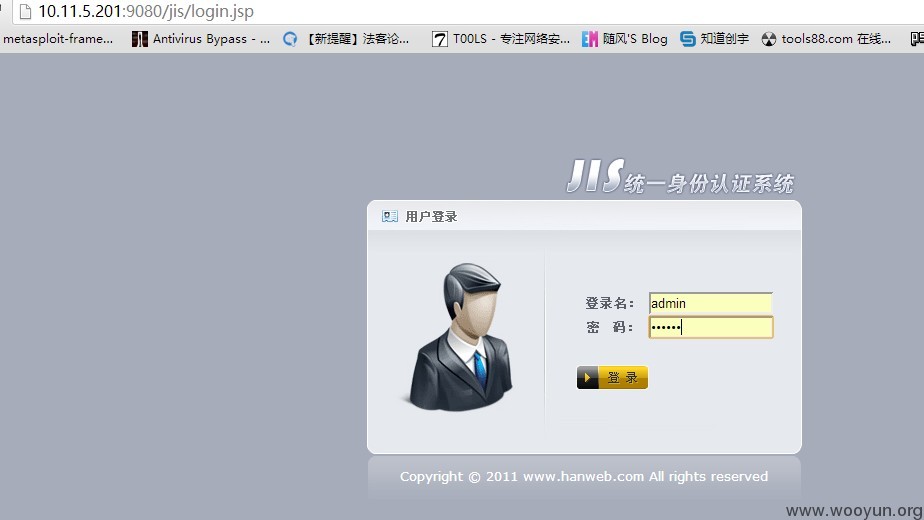 10.11.5.201:9080/jis/login.jsp
metasploit-frame... Antivirus Bypass - ... 【新提醒】法客论... T00LS - 专注网络安... 随风'S Blog 知道创宇 tools88.com 在线...
JIS统一身份认证系统
用户登录
登录名： admin
密 码： ••••••
登 录
Copyright © 2011 www.hanweb.com All rights reserved
www.wooyun.org